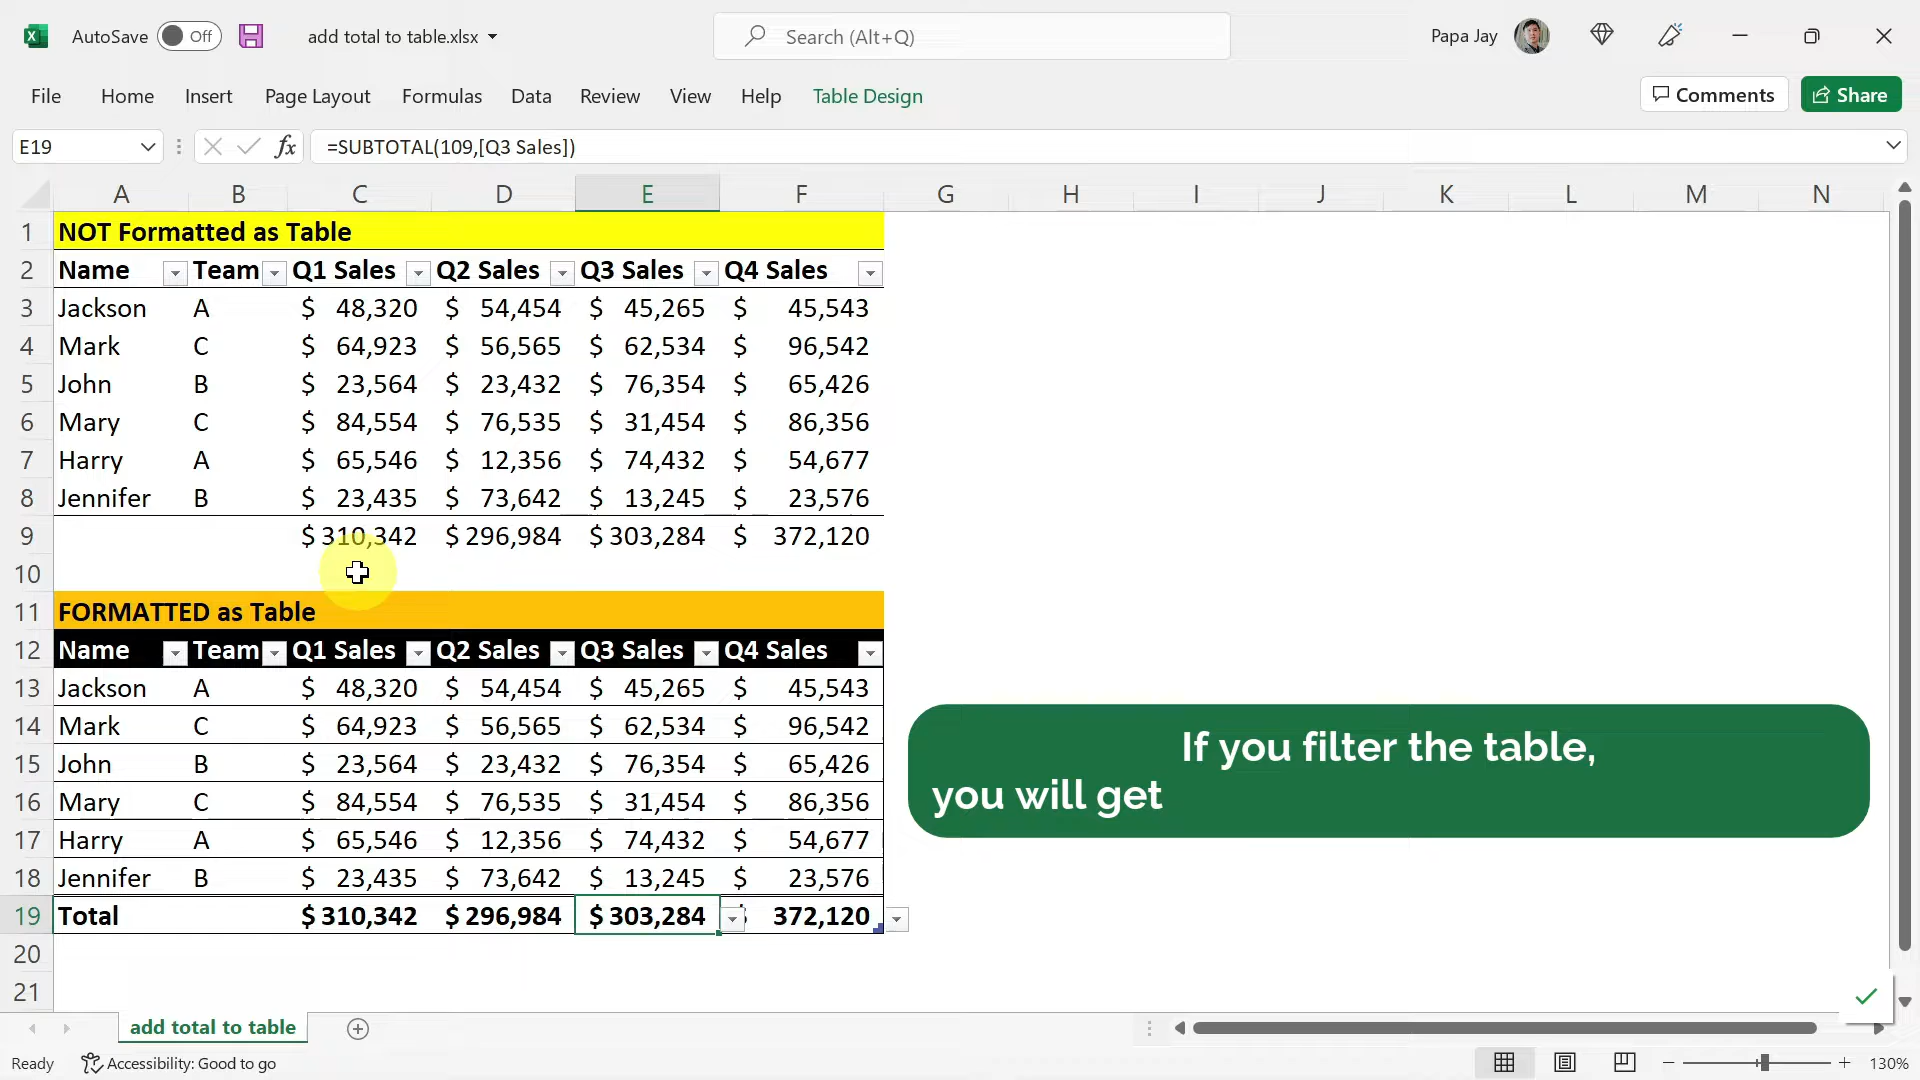 AutoSave Off add total to table.xlsx Search (Alt+Q) Papa Jay
File Home Insert Page Layout Formulas Data Review View Help Table Design Comments Share
E19 fx =SUBTOTAL(109,[Q3 Sales])
A B C D E F G H I J K L M N
1 NOT Formatted as Table
2 Name Team Q1 Sales Q2 Sales Q3 Sales Q4 Sales
3 Jackson A $ 48,320 $ 54,454 $ 45,265 $ 45,543
4 Mark C $ 64,923 $ 56,565 $ 62,534 $ 96,542
5 John B $ 23,564 $ 23,432 $ 76,354 $ 65,426
6 Mary C $ 84,554 $ 76,535 $ 31,454 $ 86,356
7 Harry A $ 65,546 $ 12,356 $ 74,432 $ 54,677
8 Jennifer B $ 23,435 $ 73,642 $ 13,245 $ 23,576
9 $ 310,342 $ 296,984 $ 303,284 $ 372,120
10
11 FORMATTED as Table
12 Name Team Q1 Sales Q2 Sales Q3 Sales Q4 Sales
13 Jackson A $ 48,320 $ 54,454 $ 45,265 $ 45,543
14 Mark C $ 64,923 $ 56,565 $ 62,534 $ 96,542
If you filter the table,
15 John B $ 23,564 $ 23,432 $ 76,354 $ 65,426
you will get
16 Mary C $ 84,554 $ 76,535 $ 31,454 $ 86,356
17 Harry A $ 65,546 $ 12,356 $ 74,432 $ 54,677
18 Jennifer B $ 23,435 $ 73,642 $ 13,245 $ 23,576
19 Total $ 310,342 $ 296,984 $ 303,284 372,120
20
21
add total to table
Ready Accessibility: Good to go 130%